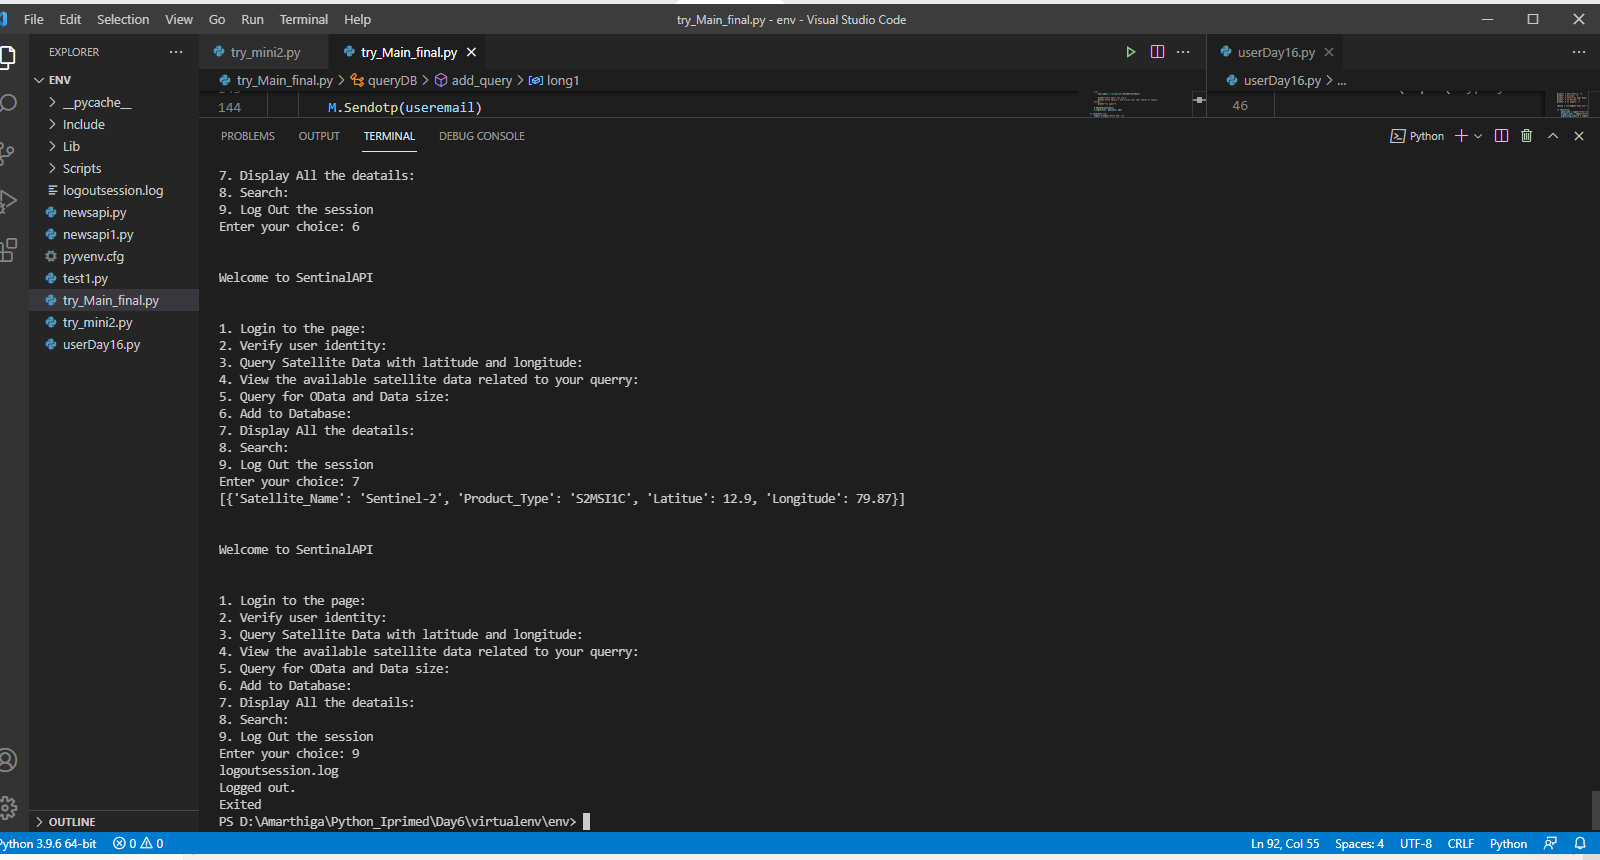 File Edit Selection View Go Run Terminal Help
try_Main_final.py - env - Visual Studio Code
EXPLORER
ENV
__pycache__
Include
Lib
Scripts
logoutsession.log
newsapi.py
newsapi1.py
pyvenv.cfg
test1.py
try_Main_final.py
try_mini2.py
userDay16.py
OUTLINE
try_mini2.py
try_Main_final.py
userDay16.py
try_Main_final.py > queryDB > add_query > long1
userDay16.py > ...
144 M.Sendotp(useremail)
46
PROBLEMS OUTPUT TERMINAL DEBUG CONSOLE
Python
7. Display All the deatails:
8. Search:
9. Log Out the session
Enter your choice: 6
Welcome to SentinalAPI
1. Login to the page:
2. Verify user identity:
3. Query Satellite Data with latitude and longitude:
4. View the available satellite data related to your querry:
5. Query for OData and Data size:
6. Add to Database:
7. Display All the deatails:
8. Search:
9. Log Out the session
Enter your choice: 7
[{'Satellite_Name': 'Sentinel-2', 'Product_Type': 'S2MSI1C', 'Latitue': 12.9, 'Longitude': 79.87}]
Welcome to SentinalAPI
1. Login to the page:
2. Verify user identity:
3. Query Satellite Data with latitude and longitude:
4. View the available satellite data related to your querry:
5. Query for OData and Data size:
6. Add to Database:
7. Display All the deatails:
8. Search:
9. Log Out the session
Enter your choice: 9
logoutsession.log
Logged out.
Exited
PS D:\Amarthiga\Python_Iprimed\Day6\virtualenv\env>
Python 3.9.6 64-bit 0 0
Ln 92, Col 55 Spaces: 4 UTF-8 CRLF Python